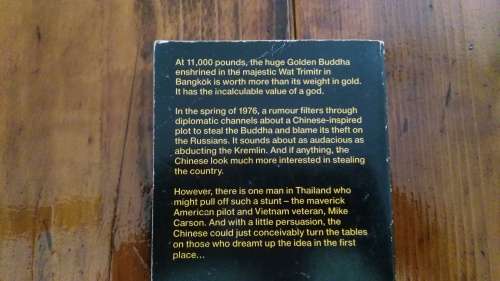 At 11,000 pounds, the huge Golden Buddha
enshrined in the majestic Wat Trimitr in
Bangkok is worth more than its weight in gold.
It has the incalculable value of a god.
In the spring of 1976, a rumour filters through
diplomatic channels about a Chinese-inspired
plot to steal the Buddha and blame its theft on
the Russians. It sounds about as audacious as
abducting the Kremlin. And if anything, the
Chinese look much more interested in stealing
the country.
However, there is one man in Thailand who
might pull off such a stunt – the maverick
American pilot and Vietnam veteran, Mike
Carson. And with a little persuasion, the
Chinese could just conceivably turn the tables
on those who dreamt up the idea in the first
place...